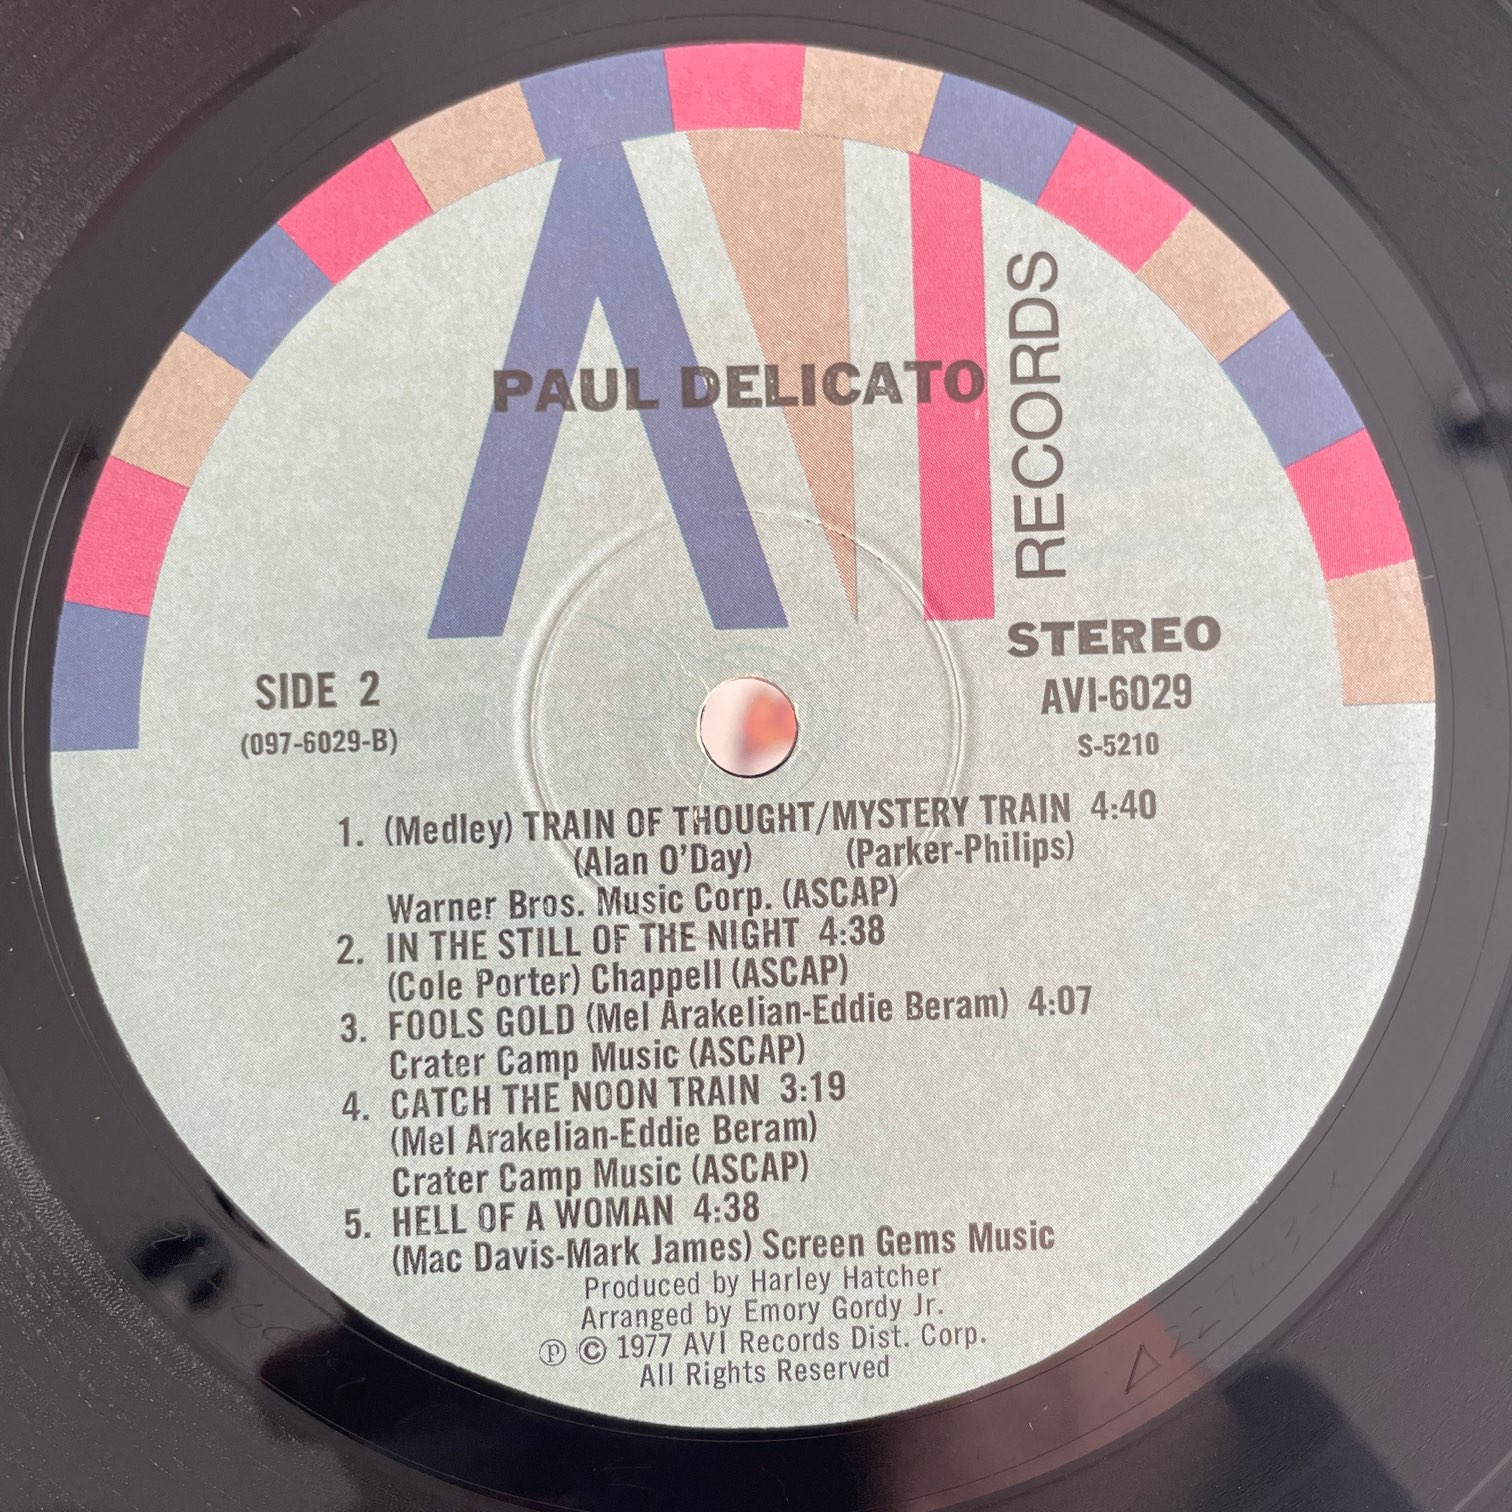 AVI
RECORDS
PAUL DELICATO
STEREO
SIDE 2
AVI-6029
(097-6029-B)
S-5210
1. (Medley) TRAIN OF THOUGHT/MYSTERY TRAIN 4:40
(Alan O'Day) (Parker-Philips)
Warner Bros. Music Corp. (ASCAP)
2. IN THE STILL OF THE NIGHT 4:38
(Cole Porter) Chappell (ASCAP)
3. FOOLS GOLD (Mel Arakelian-Eddie Beram) 4:07
Crater Camp Music (ASCAP)
4. CATCH THE NOON TRAIN 3:19
(Mel Arakelian-Eddie Beram)
Crater Camp Music (ASCAP)
5. HELL OF A WOMAN 4:38
(Mac Davis-Mark James) Screen Gems Music
Produced by Harley Hatcher
Arranged by Emory Gordy Jr.
℗ © 1977 AVI Records Dist. Corp.
All Rights Reserved